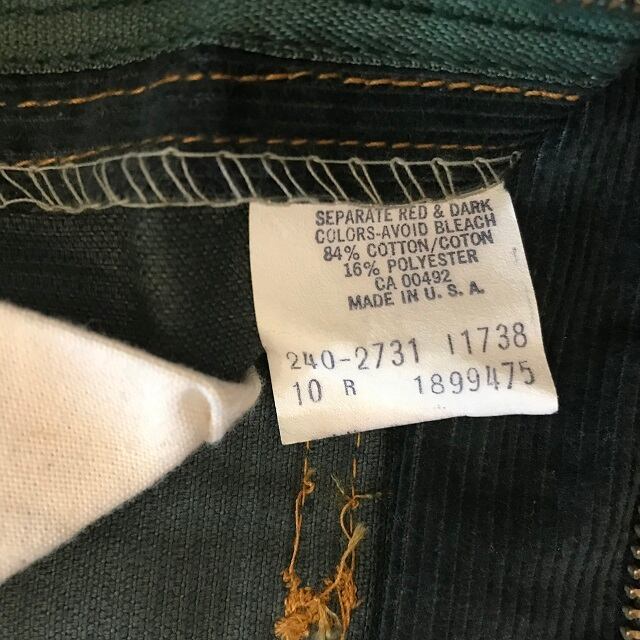 SEPARATE RED & DARK
COLORS-AVOID BLEACH
84% COTTON/COTON
16% POLYESTER
CA 00492
MADE IN U. S. A.
240-2731 11738
10 R 1899475